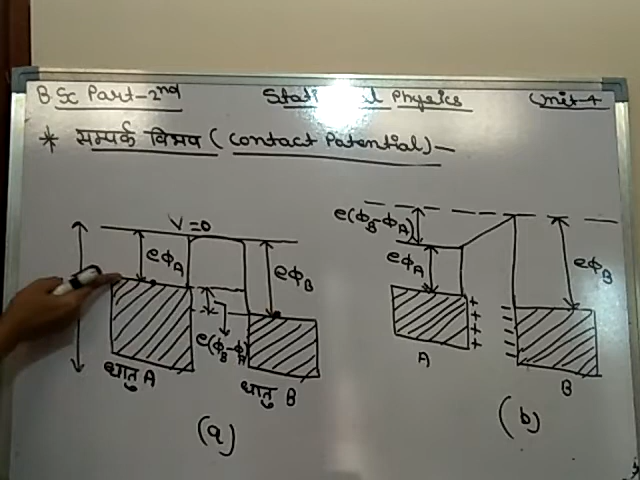 B.Sc Part-2nd Physics Unit-4
* सम्पर्क विभव (Contact Potential)-
V=0
eφA
eφB
e(φB-φA)
धातु A
धातु B
(a)
e(φB-φA)
eφA
eφB
A
B
(b)